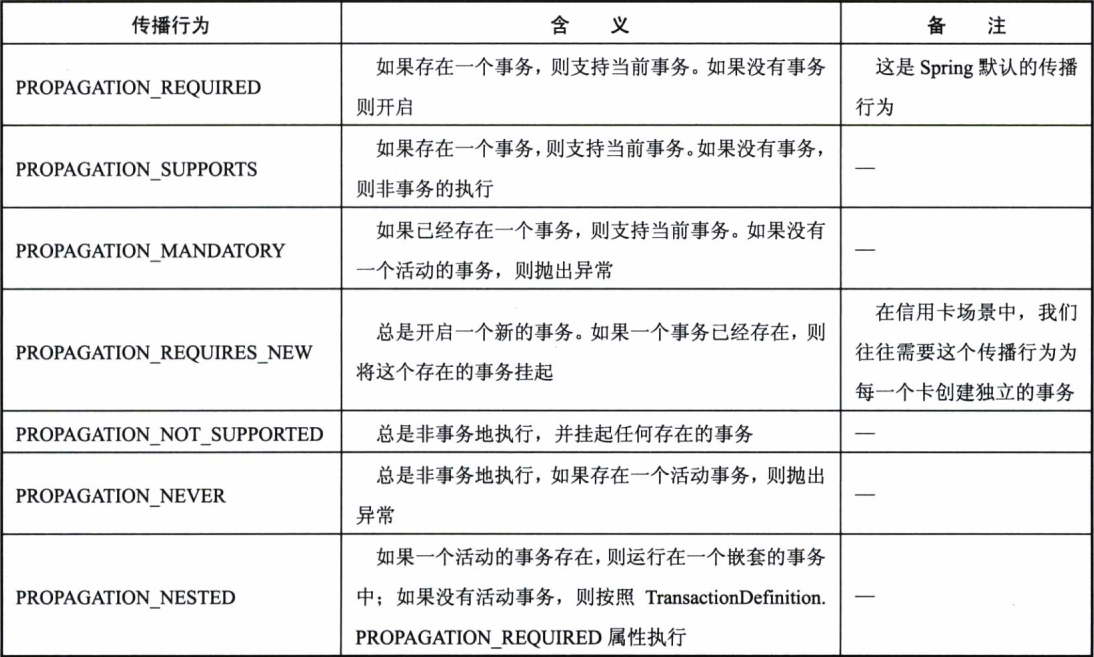 传播行为 含 义 备 注
PROPAGATION_REQUIRED
如果存在一个事务，则支持当前事务。如果没有事务
则开启
这是 Spring 默认的传播
行为
PROPAGATION_SUPPORTS
如果存在一个事务，则支持当前事务。如果没有事务，
则非事务的执行
—
PROPAGATION_MANDATORY
如果已经存在一个事务，则支持当前事务。如果没有
一个活动的事务，则抛出异常
—
PROPAGATION_REQUIRES_NEW
总是开启一个新的事务。如果一个事务已经存在，则
将这个存在的事务挂起
在信用卡场景中，我们
往往需要这个传播行为为
每一个卡创建独立的事务
PROPAGATION_NOT_SUPPORTED
总是非事务地执行，并挂起任何存在的事务
—
PROPAGATION_NEVER
总是非事务地执行，如果存在一个活动事务，则抛出
异常
—
PROPAGATION_NESTED
如果一个活动的事务存在，则运行在一个嵌套的事务
中；如果没有活动事务，则按照 TransactionDefinition.
PROPAGATION_REQUIRED 属性执行
—